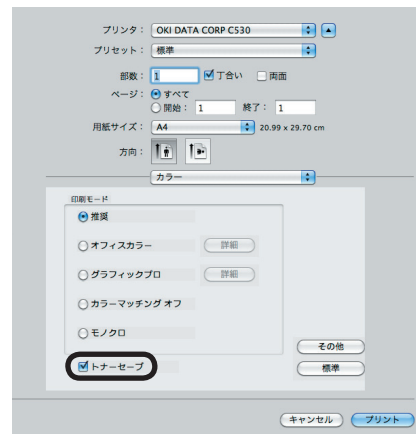 プリンタ： OKI DATA CORP C530
プリセット： 標準
部数： 1 丁合い 両面
ページ： すべて
開始： 1 終了： 1
用紙サイズ： A4 20.99 x 29.70 cm
方向：
カラー
印刷モード
推奨
オフィスカラー 詳細
グラフィックプロ 詳細
カラーマッチング オフ
モノクロ
その他
トナーセーブ 標準
キャンセル プリント